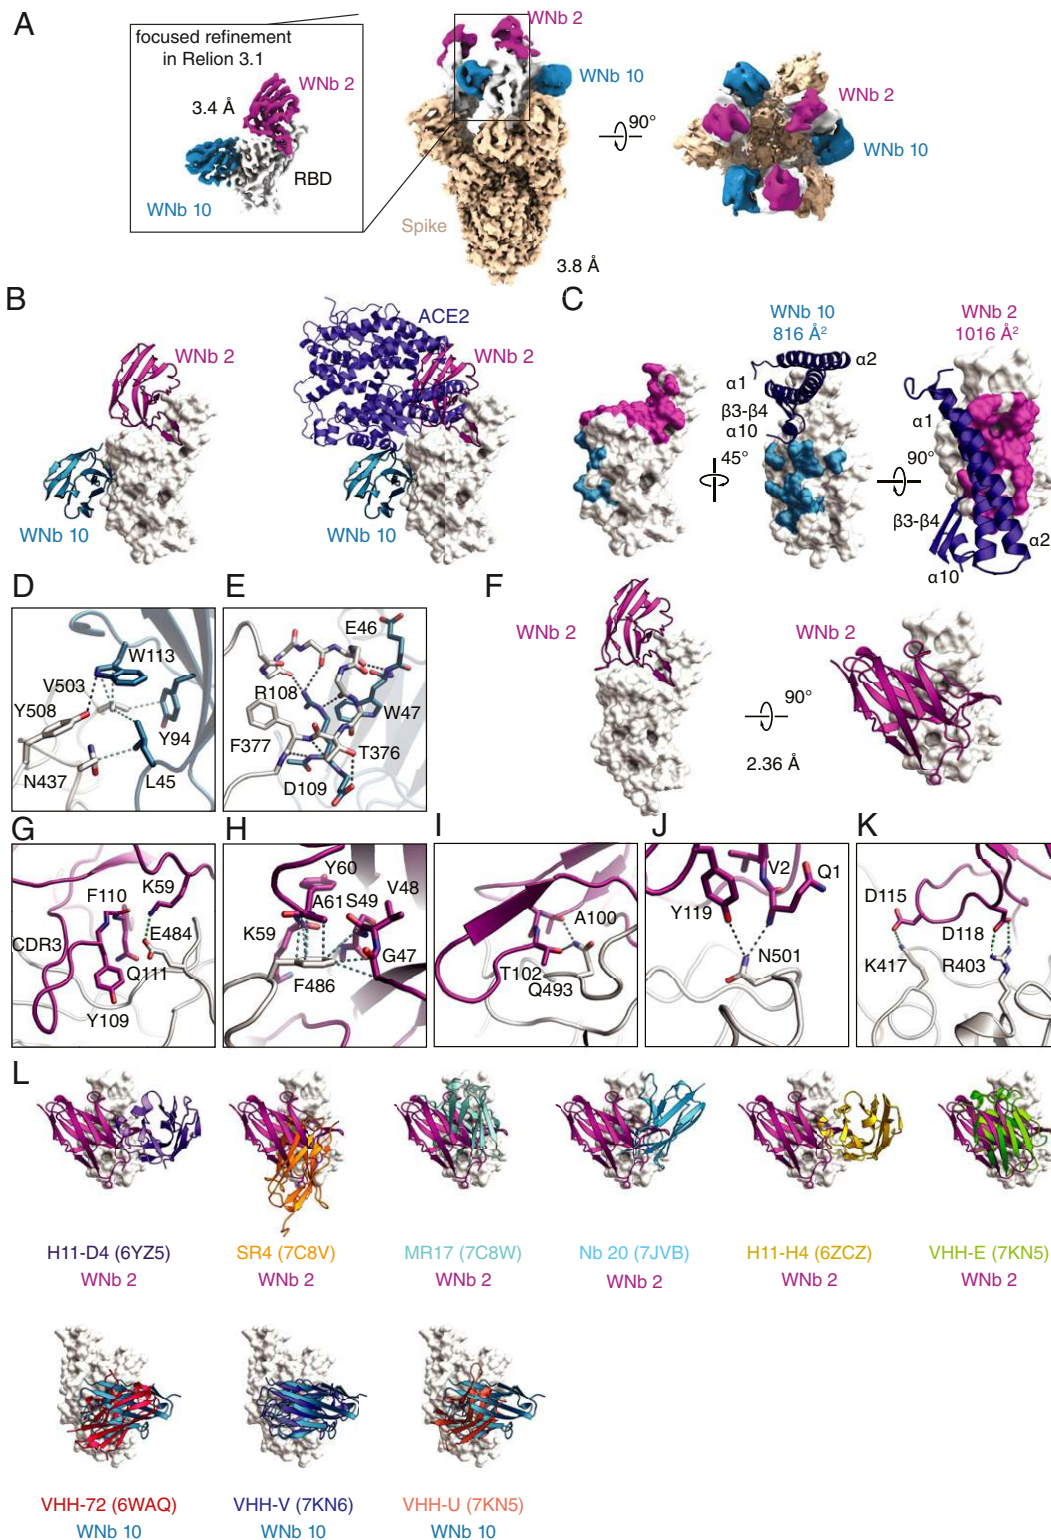 A
focused refinement
in Relion 3.1
WNb 2
3.4 Å
RBD
WNb 10
WNb 2
WNb 10
Spike
3.8 Å
90°
WNb 2
WNb 10
B
WNb 2
WNb 10
ACE2
WNb 2
WNb 10
C
45°
WNb 10
816 Å²
α2
α1
β3-β4
α10
90°
WNb 2
1016 Å²
α1
β3-β4
α2
α10
D
W113
V503
Y508
Y94
N437
L45
E
E46
R108
W47
F377
T376
D109
F
WNb 2
90°
2.36 Å
WNb 2
G
K59
F110
CDR3
E484
Q111
Y109
H
Y60
A61
S49
V48
K59
G47
F486
I
A100
T102
Q493
J
V2
Q1
Y119
N501
K
D115
D118
K417
R403
L
H11-D4 (6YZ5)
WNb 2
SR4 (7C8V)
WNb 2
MR17 (7C8W)
WNb 2
Nb 20 (7JVB)
WNb 2
H11-H4 (6ZCZ)
WNb 2
VHH-E (7KN5)
WNb 2
VHH-72 (6WAQ)
WNb 10
VHH-V (7KN6)
WNb 10
VHH-U (7KN5)
WNb 10